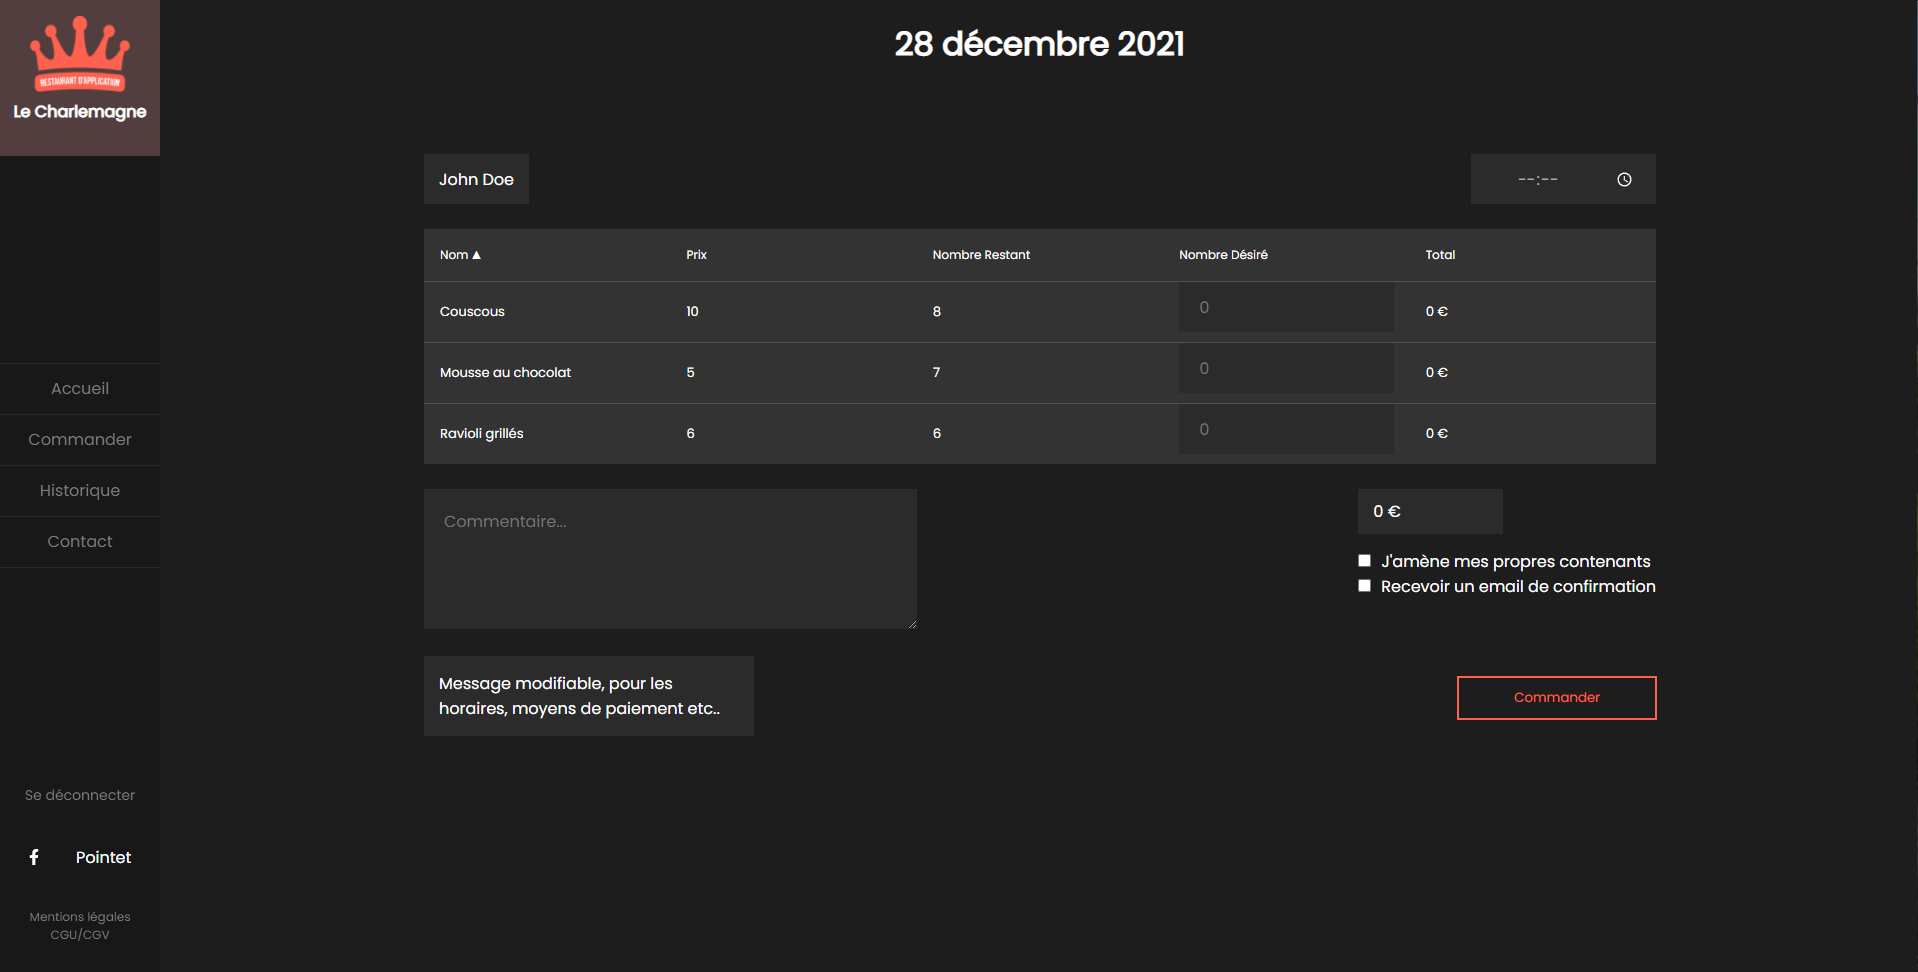 RESTAURANT D'APPLICATION
Le Charlemagne
Accueil
Commander
Historique
Contact
Se déconnecter
Pointet
Mentions légales
CGU/CGV
28 décembre 2021
John Doe
--:--
Nom ▲ Prix Nombre Restant Nombre Désiré Total
Couscous 10 8 0 0 €
Mousse au chocolat 5 7 0 0 €
Ravioli grillés 6 6 0 0 €
Commentaire...
0 €
J'amène mes propres contenants
Recevoir un email de confirmation
Message modifiable, pour les
horaires, moyens de paiement etc..
Commander